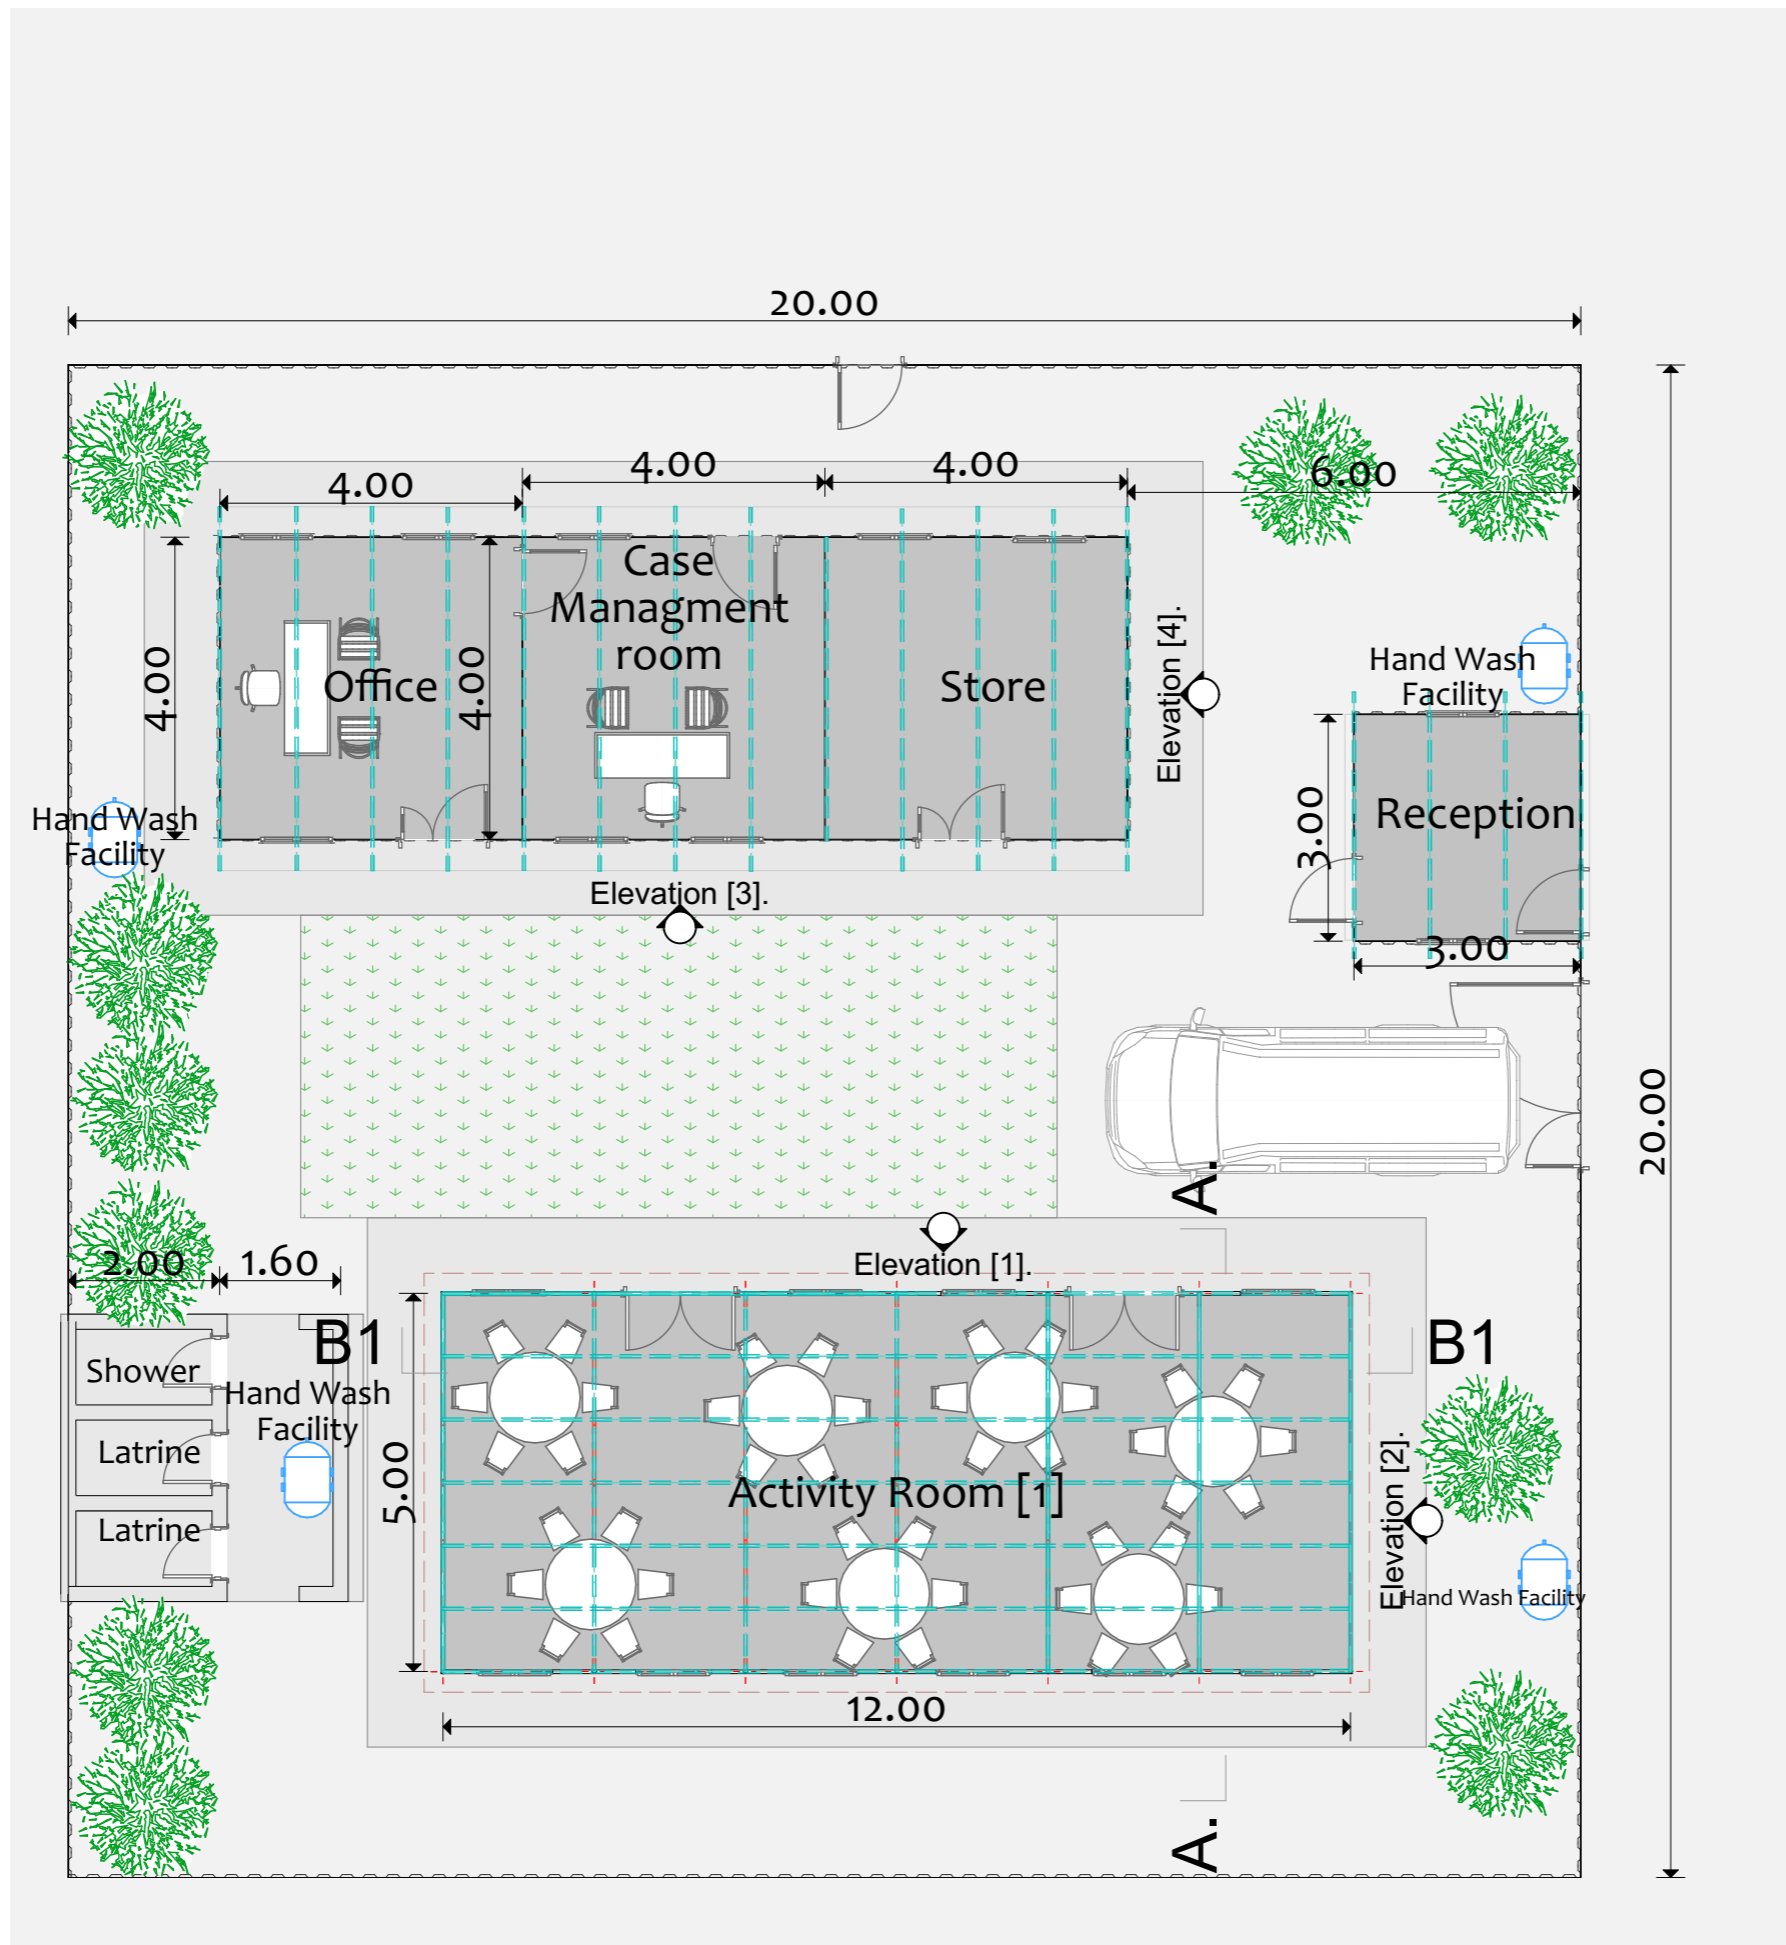 20.00
4.00
4.00
4.00
6.00
Case
Managment
room
4.00
Office
4.00
Store
Elevation [4].
Hand Wash
Facility
Hand Wash
Facility
3.00
Reception
Elevation [3].
3.00
20.00
A.
Elevation [1].
2.00
1.60
B1
B1
Shower
Hand Wash
Facility
Latrine
Latrine
5.00
Activity Room [1]
Elevation [2].
Hand Wash Facility
12.00
A.